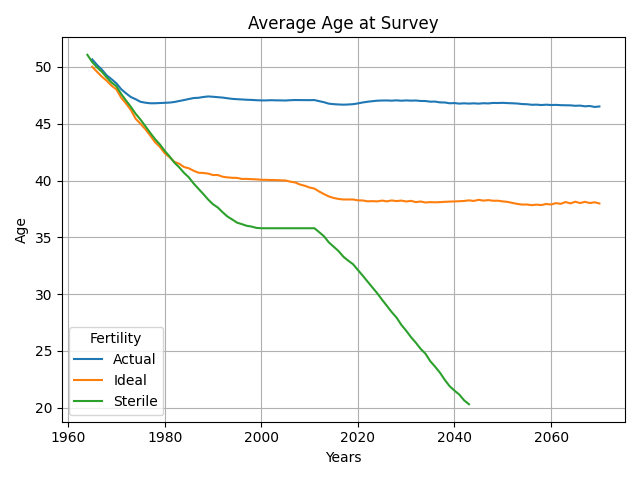 Average Age at Survey
Age
50
45
40
35
30
25
20
Fertility
Actual
Ideal
Sterile
1960 1980 2000 2020 2040 2060
Years